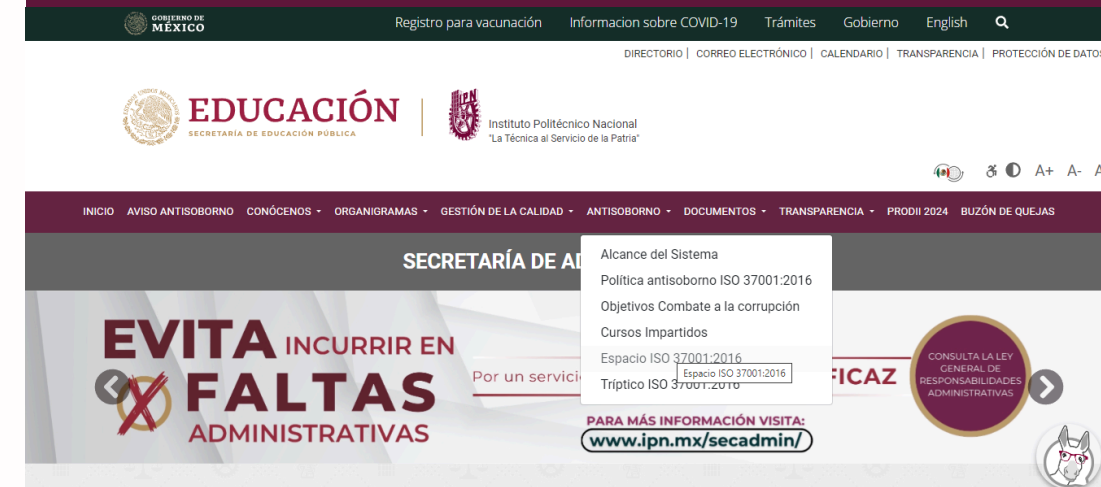 GOBIERNO DE
MÉXICO
Registro para vacunación Informacion sobre COVID-19 Trámites Gobierno English
DIRECTORIO | CORREO ELECTRÓNICO | CALENDARIO | TRANSPARENCIA | PROTECCIÓN DE DATOS
EDUCACIÓN
SECRETARÍA DE EDUCACIÓN PÚBLICA
IPN
Instituto Politécnico Nacional
"La Técnica al Servicio de la Patria"
A+ A- A
INICIO AVISO ANTISOBORNO CONÓCENOS ORGANIGRAMAS GESTIÓN DE LA CALIDAD ANTISOBORNO DOCUMENTOS TRANSPARENCIA PRODII 2024 BUZÓN DE QUEJAS
SECRETARÍA DE
Alcance del Sistema
Política antisoborno ISO 37001:2016
Objetivos Combate a la corrupción
Cursos Impartidos
Espacio ISO 37001:2016
Espacio ISO 37001:2016
Tríptico ISO 37001:2016
EVITA INCURRIR EN
FALTAS
ADMINISTRATIVAS
Por un
PARA MÁS INFORMACIÓN VISITA:
www.ipn.mx/secadmin/
CONSULTA LA LEY
GENERAL DE
RESPONSABILIDADES
ADMINISTRATIVAS